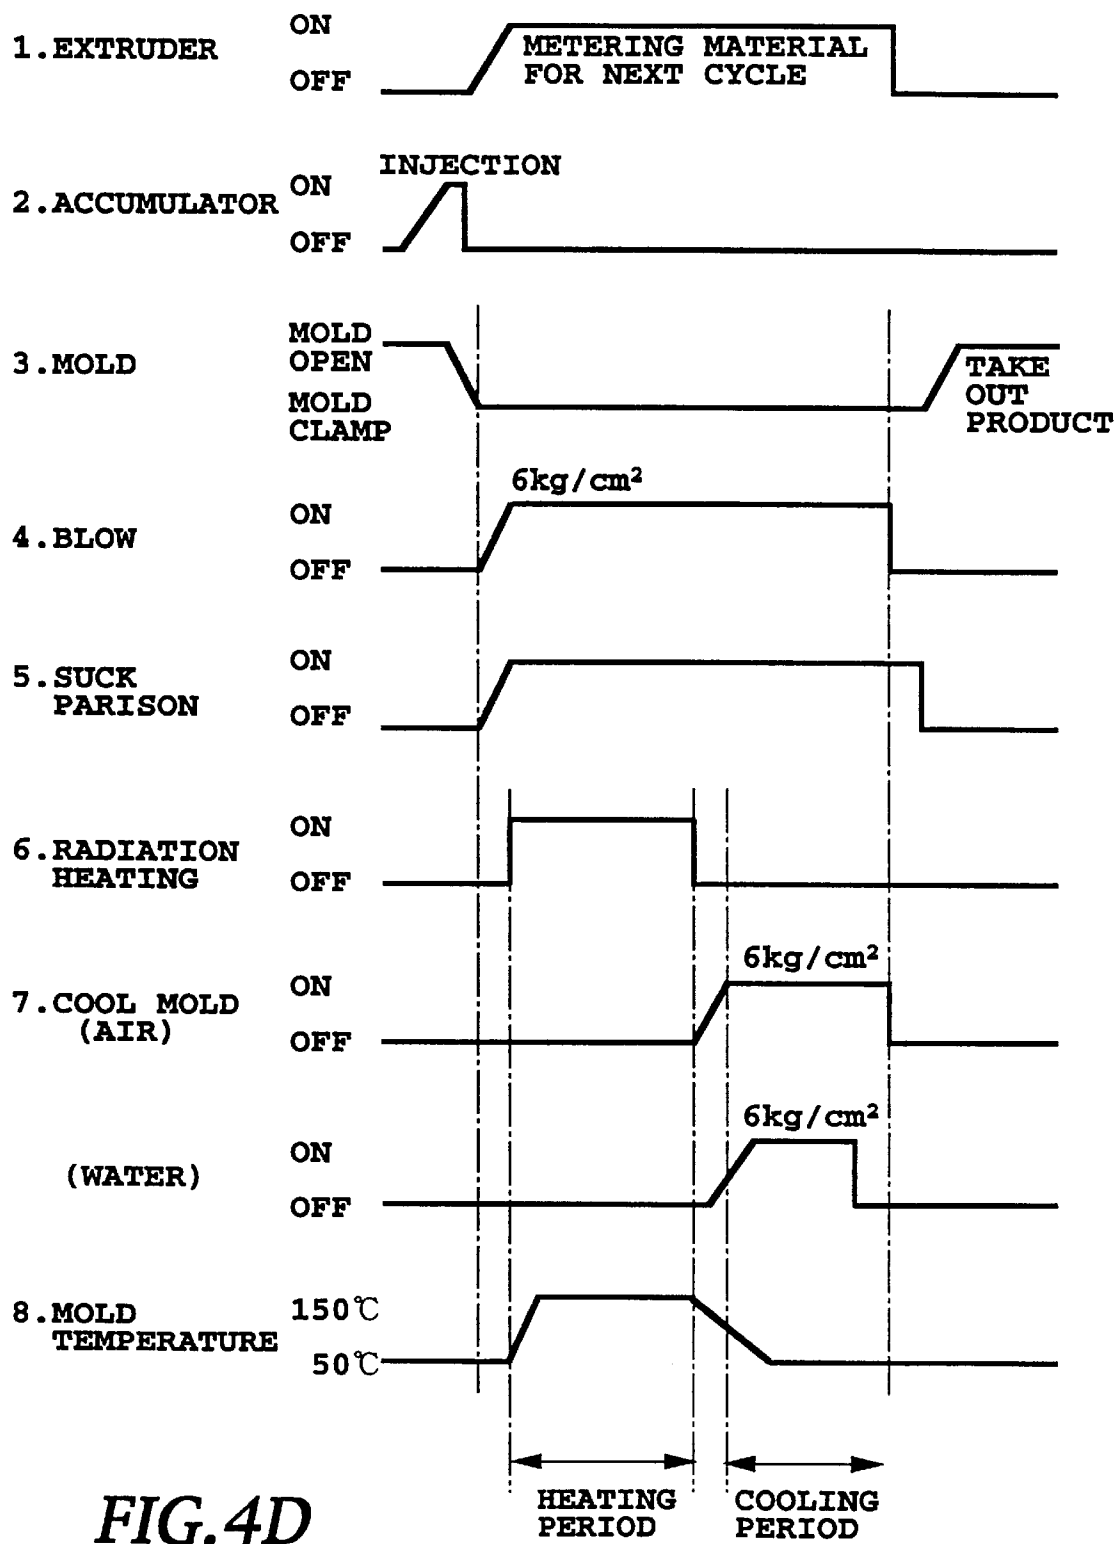 ON
1.EXTRUDER
METERING MATERIAL
FOR NEXT CYCLE
OFF
INJECTION
ON
2.ACCUMULATOR
OFF
MOLD
OPEN
3.MOLD
MOLD
CLAMP
TAKE
OUT
PRODUCT
6kg/cm²
ON
4.BLOW
OFF
ON
5.SUCK
PARISON
OFF
ON
6.RADIATION
HEATING
OFF
6kg/cm²
ON
7.COOL MOLD
(AIR)
OFF
6kg/cm²
ON
(WATER)
OFF
8.MOLD
TEMPERATURE
150℃
50℃
HEATING
PERIOD
COOLING
PERIOD
FIG.4D